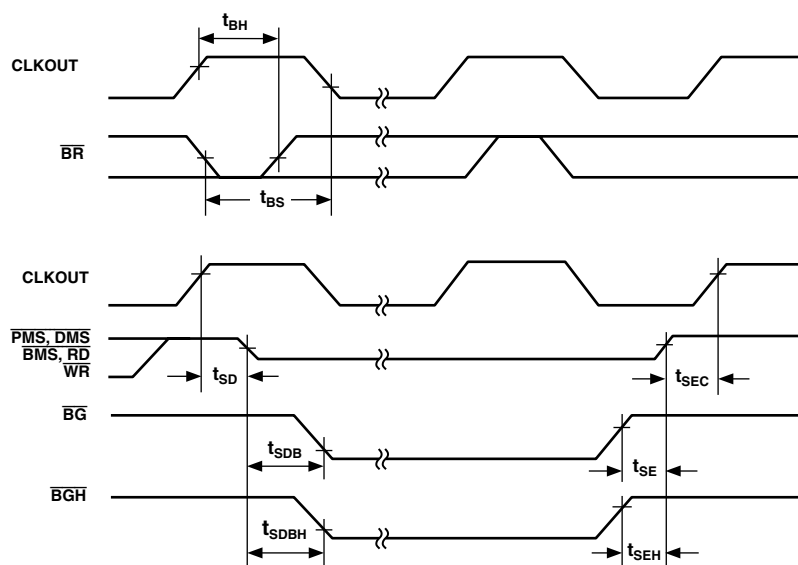 tBH
CLKOUT
BR
tBS
CLKOUT
PMS, DMS
BMS, RD
WR
tSD
tSEC
BG
tSDB
tSE
BGH
tSDBH
tSEH